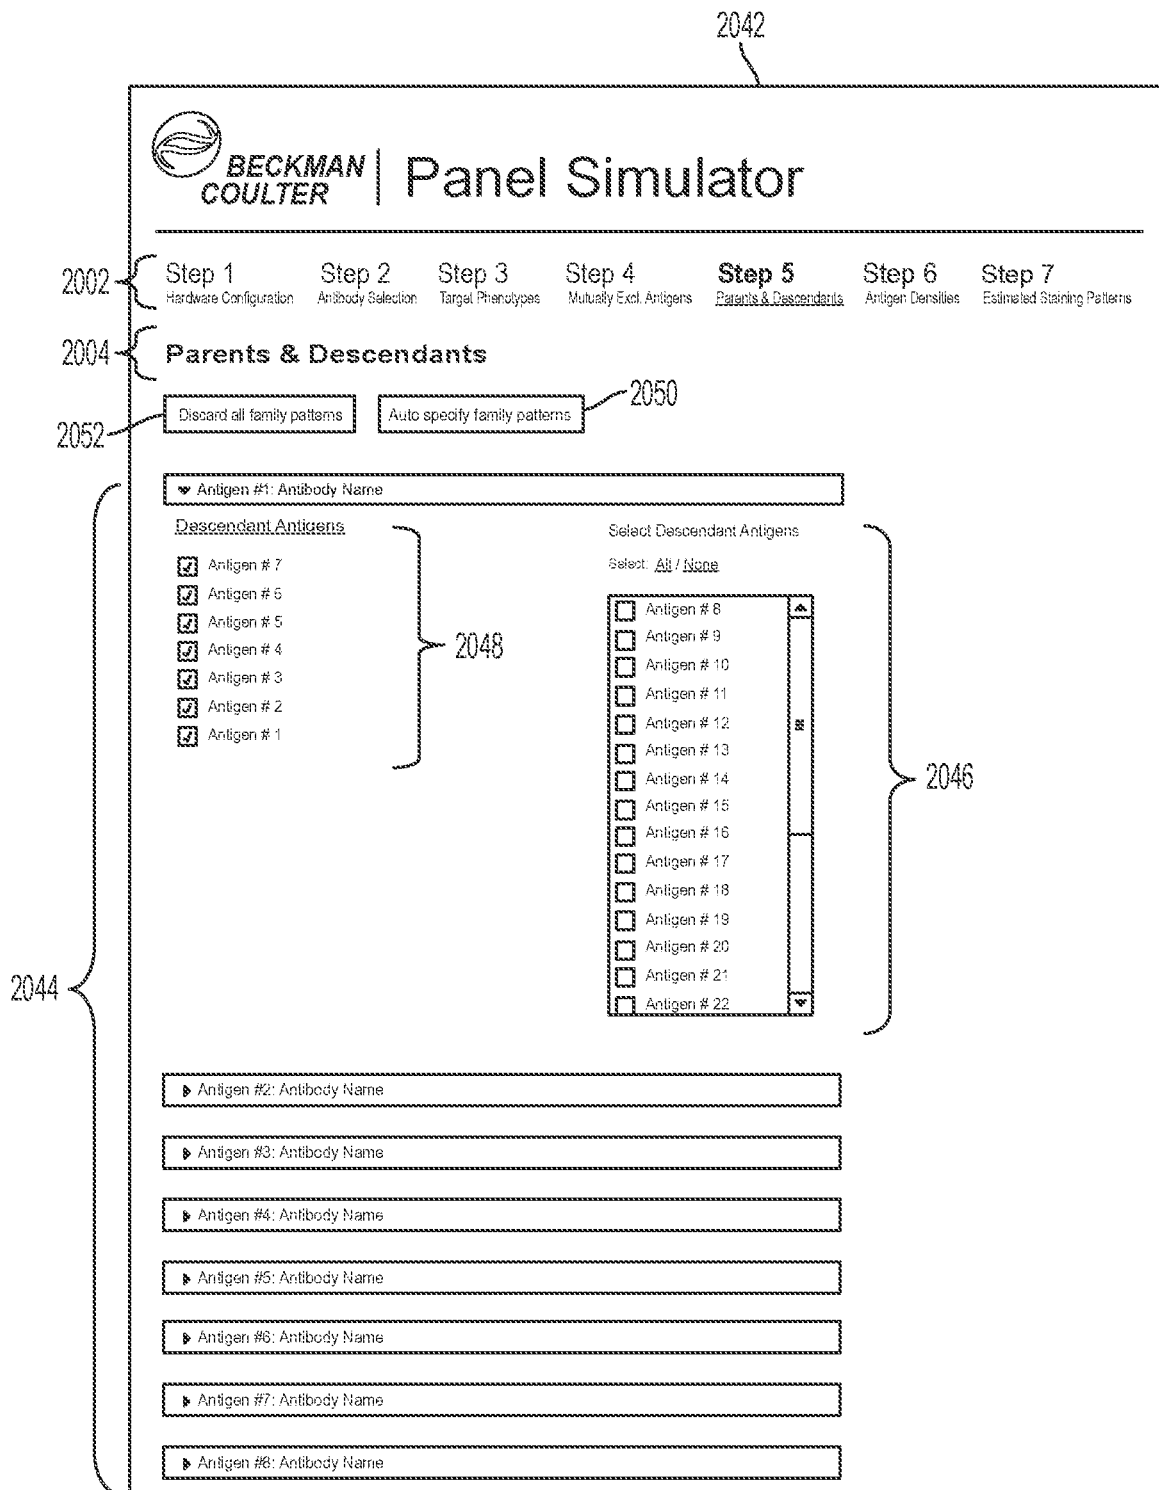 2042
BECKMAN
COULTER
Panel Simulator
2002
Step 1 Step 2 Step 3 Step 4 Step 5 Step 6 Step 7
Hardware Configuration Antibody Selection Target Phenotypes Mutually Excl. Antigens Parents & Descendants Antigen Densities Estimated Staining Patterns
2004
Parents & Descendants
2052
Discard all family patterns
Auto specify family patterns
2050
2044
Antigen #1: Antibody Name
Descendant Antigens
Antigen # 7
Antigen # 6
Antigen # 5
Antigen # 4
Antigen # 3
Antigen # 2
Antigen # 1
2048
Select Descendant Antigens
Select: All / None
Antigen # 8
Antigen # 9
Antigen # 10
Antigen # 11
Antigen # 12
Antigen # 13
Antigen # 14
Antigen # 15
Antigen # 16
Antigen # 17
Antigen # 18
Antigen # 19
Antigen # 20
Antigen # 21
Antigen # 22
2046
Antigen #2: Antibody Name
Antigen #3: Antibody Name
Antigen #4: Antibody Name
Antigen #5: Antibody Name
Antigen #6: Antibody Name
Antigen #7: Antibody Name
Antigen #8: Antibody Name